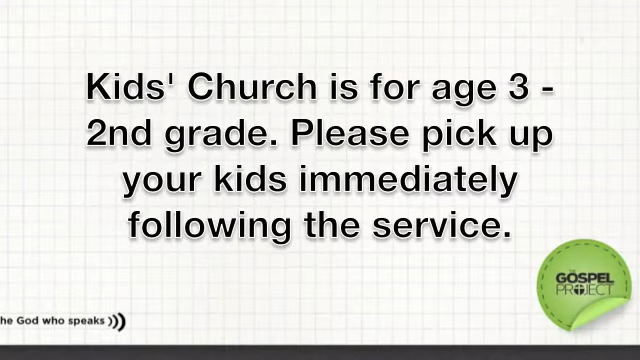 Kids' Church is for age 3 -
2nd grade. Please pick up
your kids immediately
following the service.
THE
GOSPEL
PROJECT
he God who speaks )))